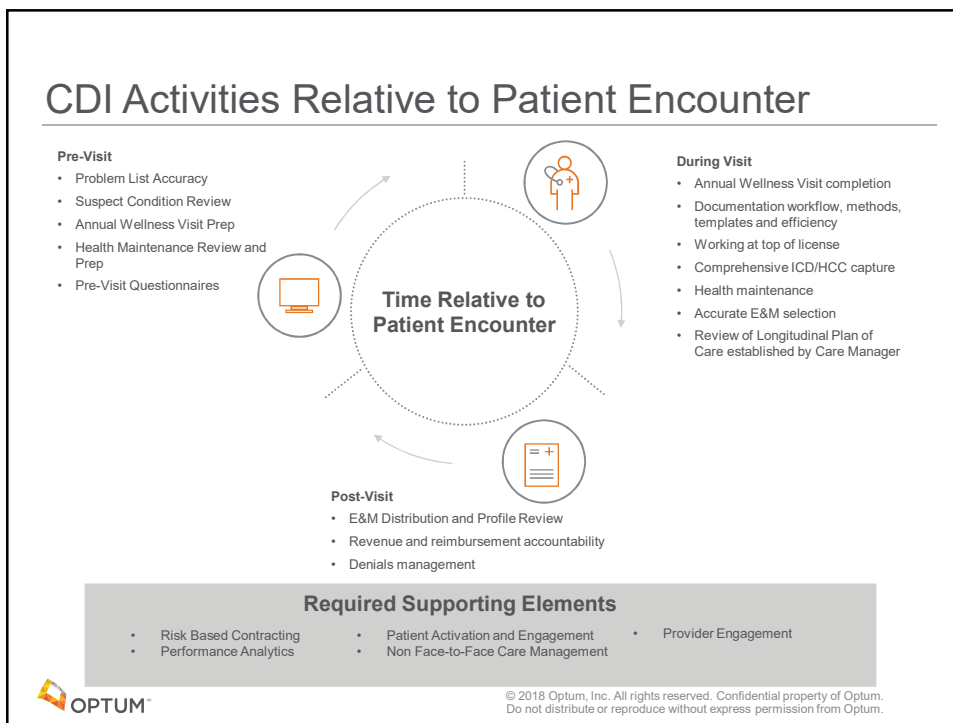 CDI Activities Relative to Patient Encounter
Pre-Visit
• Problem List Accuracy
• Suspect Condition Review
• Annual Wellness Visit Prep
• Health Maintenance Review and
Prep
• Pre-Visit Questionnaires
Time Relative to
Patient Encounter
During Visit
• Annual Wellness Visit completion
• Documentation workflow, methods,
templates and efficiency
• Working at top of license
• Comprehensive ICD/HCC capture
• Health maintenance
• Accurate E&M selection
• Review of Longitudinal Plan of
Care established by Care Manager
Post-Visit
• E&M Distribution and Profile Review
• Revenue and reimbursement accountability
• Denials management
Required Supporting Elements
• Risk Based Contracting
• Performance Analytics
• Patient Activation and Engagement
• Non Face-to-Face Care Management
• Provider Engagement
OPTUM™
© 2018 Optum, Inc. All rights reserved. Confidential property of Optum.
Do not distribute or reproduce without express permission from Optum.